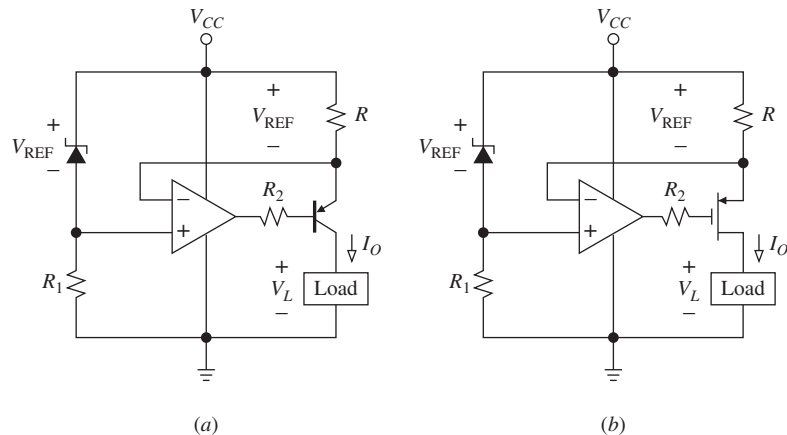 V_CC
+
V_REF
−
+
V_REF
−
R
−
+
R_2
R_1
I_O
+
V_L
−
Load
(a)
V_CC
+
V_REF
−
+
V_REF
−
R
−
+
R_2
R_1
I_O
+
V_L
−
Load
(b)